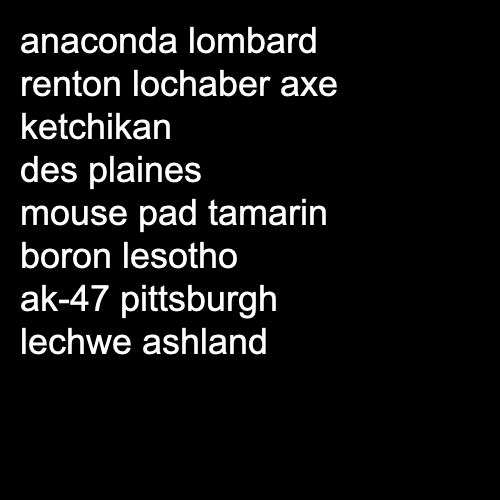 anaconda lombard
renton lochaber axe
ketchikan
des plaines
mouse pad tamarin
boron lesotho
ak-47 pittsburgh
lechwe ashland